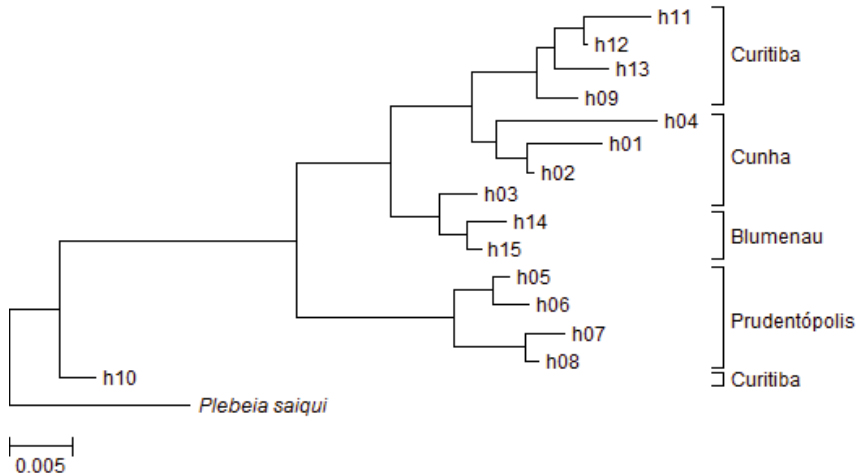 h11
h12
h13
h09
Curitiba
h04
h01
h02
h03
Cunha
h14
h15
Blumenau
h05
h06
h07
h08
Prudentópolis
h10
Curitiba
Plebeia saiqui
0.005